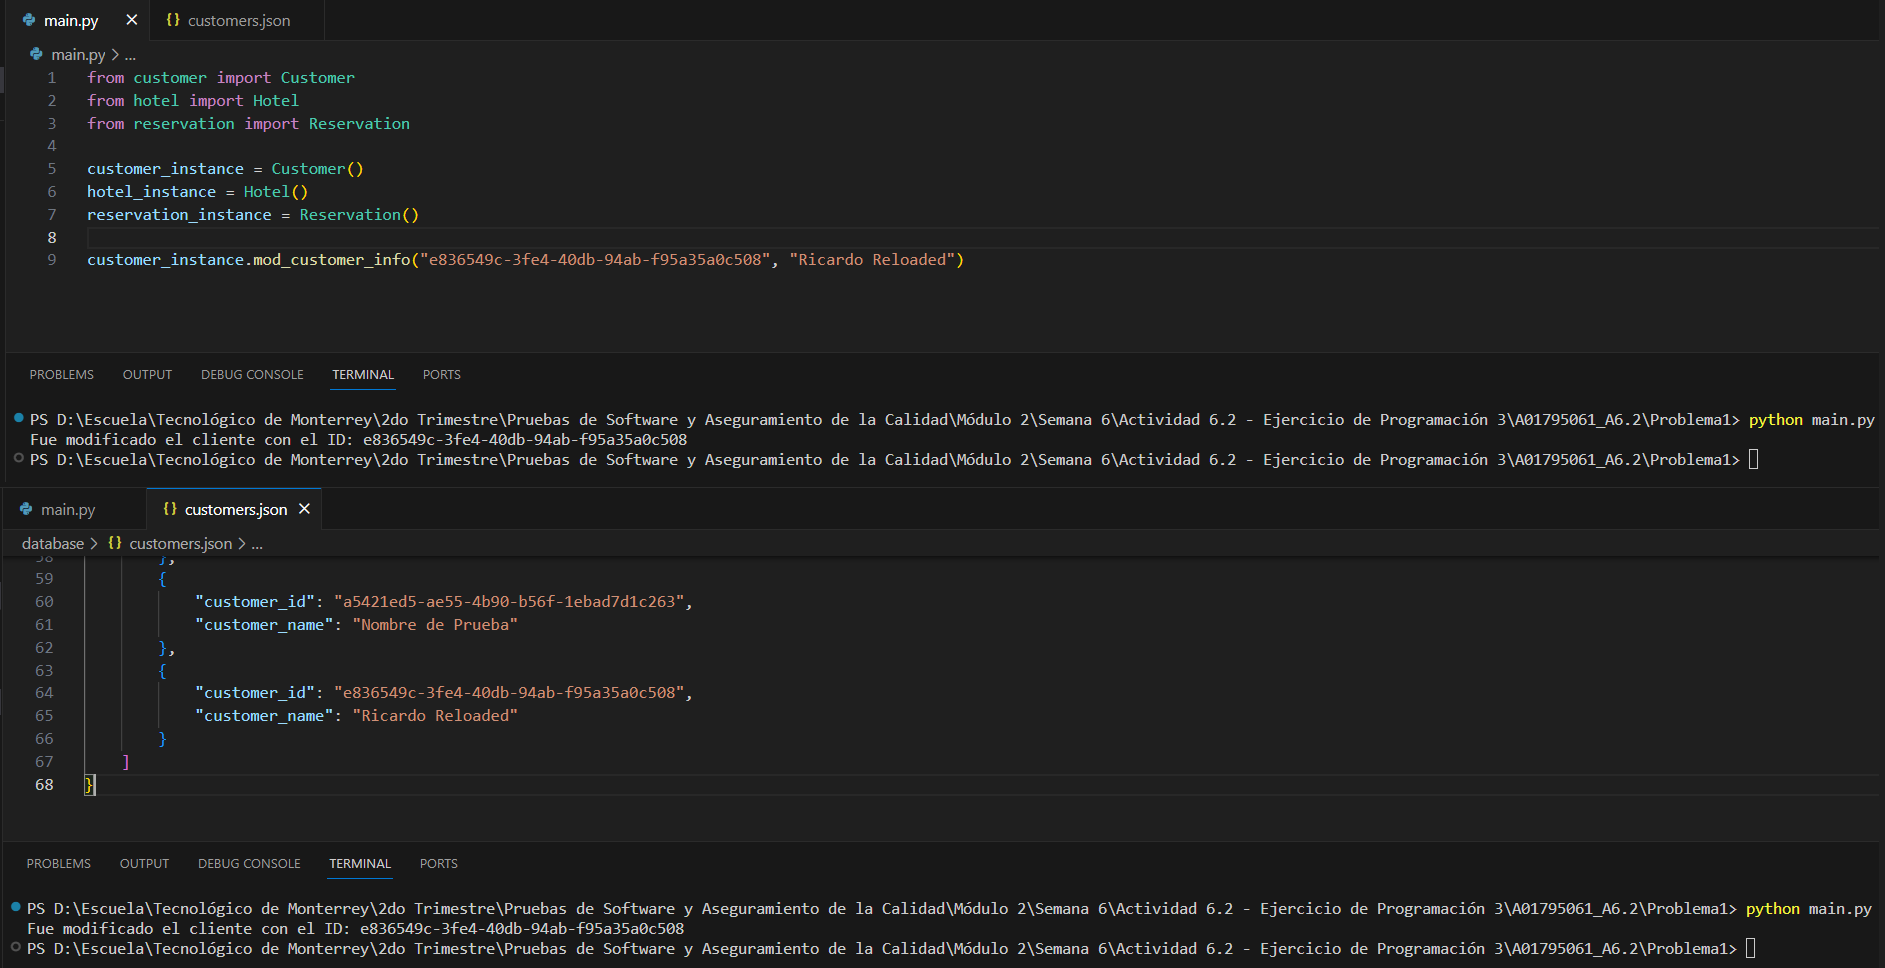 main.py × {} customers.json
main.py > ...
1 from customer import Customer
2 from hotel import Hotel
3 from reservation import Reservation
4
5 customer_instance = Customer()
6 hotel_instance = Hotel()
7 reservation_instance = Reservation()
8
9 customer_instance.mod_customer_info("e836549c-3fe4-40db-94ab-f95a35a0c508", "Ricardo Reloaded")
PROBLEMS OUTPUT DEBUG CONSOLE TERMINAL PORTS
PS D:\Escuela\Tecnológico de Monterrey\2do Trimestre\Pruebas de Software y Aseguramiento de la Calidad\Módulo 2\Semana 6\Actividad 6.2 - Ejercicio de Programación 3\A01795061_A6.2\Problema1> python main.py
Fue modificado el cliente con el ID: e836549c-3fe4-40db-94ab-f95a35a0c508
PS D:\Escuela\Tecnológico de Monterrey\2do Trimestre\Pruebas de Software y Aseguramiento de la Calidad\Módulo 2\Semana 6\Actividad 6.2 - Ejercicio de Programación 3\A01795061_A6.2\Problema1>
main.py {} customers.json ×
database > {} customers.json > ...
58 },
59 {
60 "customer_id": "a5421ed5-ae55-4b90-b56f-1ebad7d1c263",
61 "customer_name": "Nombre de Prueba"
62 },
63 {
64 "customer_id": "e836549c-3fe4-40db-94ab-f95a35a0c508",
65 "customer_name": "Ricardo Reloaded"
66 }
67 ]
68 }
PROBLEMS OUTPUT DEBUG CONSOLE TERMINAL PORTS
PS D:\Escuela\Tecnológico de Monterrey\2do Trimestre\Pruebas de Software y Aseguramiento de la Calidad\Módulo 2\Semana 6\Actividad 6.2 - Ejercicio de Programación 3\A01795061_A6.2\Problema1> python main.py
Fue modificado el cliente con el ID: e836549c-3fe4-40db-94ab-f95a35a0c508
PS D:\Escuela\Tecnológico de Monterrey\2do Trimestre\Pruebas de Software y Aseguramiento de la Calidad\Módulo 2\Semana 6\Actividad 6.2 - Ejercicio de Programación 3\A01795061_A6.2\Problema1>